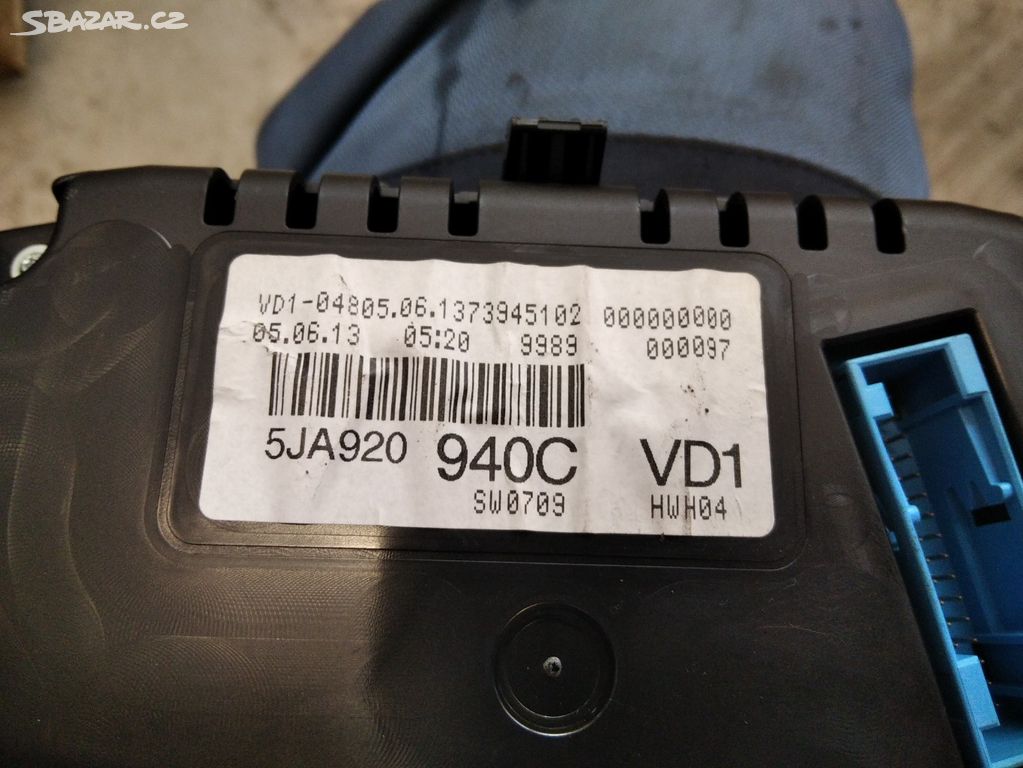 SBAZAR.CZ
VD1-04805.06.1373945102 000000000
05.06.13 05:20 9989 000097
5JA920 940C VD1
SW0709 HWH04